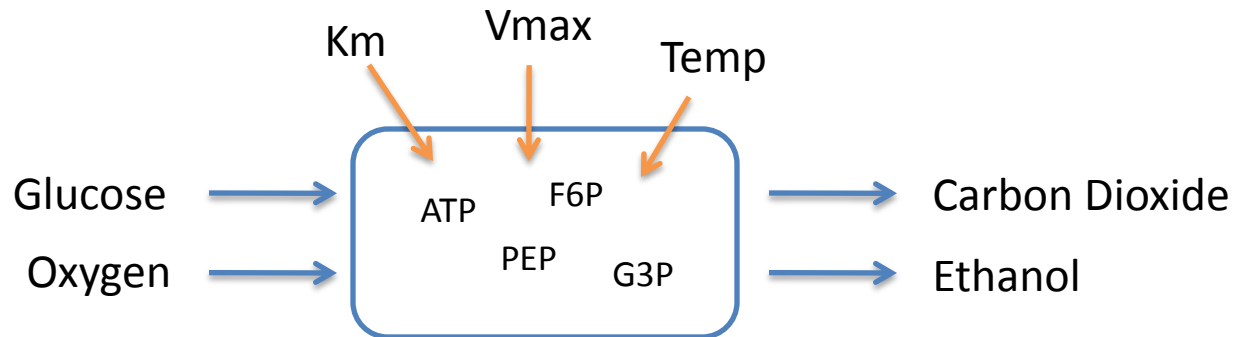 Km
Vmax
Temp
Glucose
ATP
F6P
Carbon Dioxide
Oxygen
PEP
G3P
Ethanol